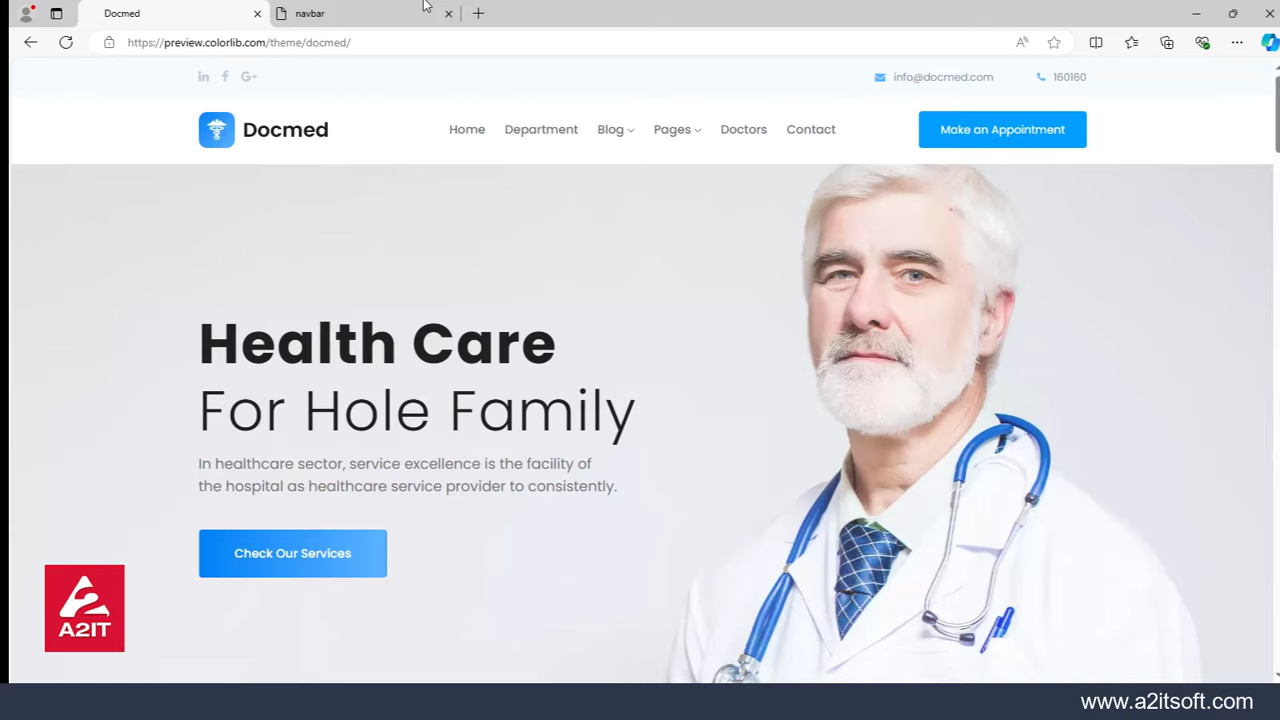 Docmed
navbar
https://preview.colorlib.com/theme/docmed/
info@docmed.com
160160
Docmed
Home
Department
Blog
Pages
Doctors
Contact
Make an Appointment
Health Care
For Hole Family
In healthcare sector, service excellence is the facility of
the hospital as healthcare service provider to consistently.
Check Our Services
A2IT
www.a2itsoft.com